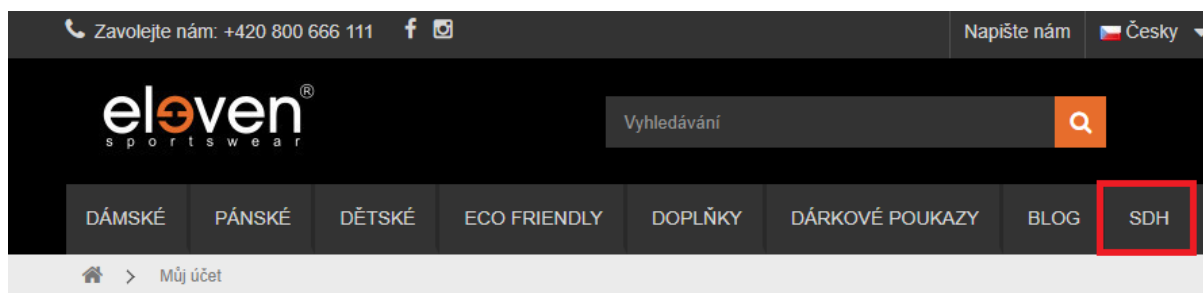 Zavolejte nám: +420 800 666 111
Napište nám
Česky
eleven®
sportswear
Vyhledávání
DÁMSKÉ PÁNSKÉ DĚTSKÉ ECO FRIENDLY DOPLŇKY DÁRKOVÉ POUKAZY BLOG SDH
> Můj účet